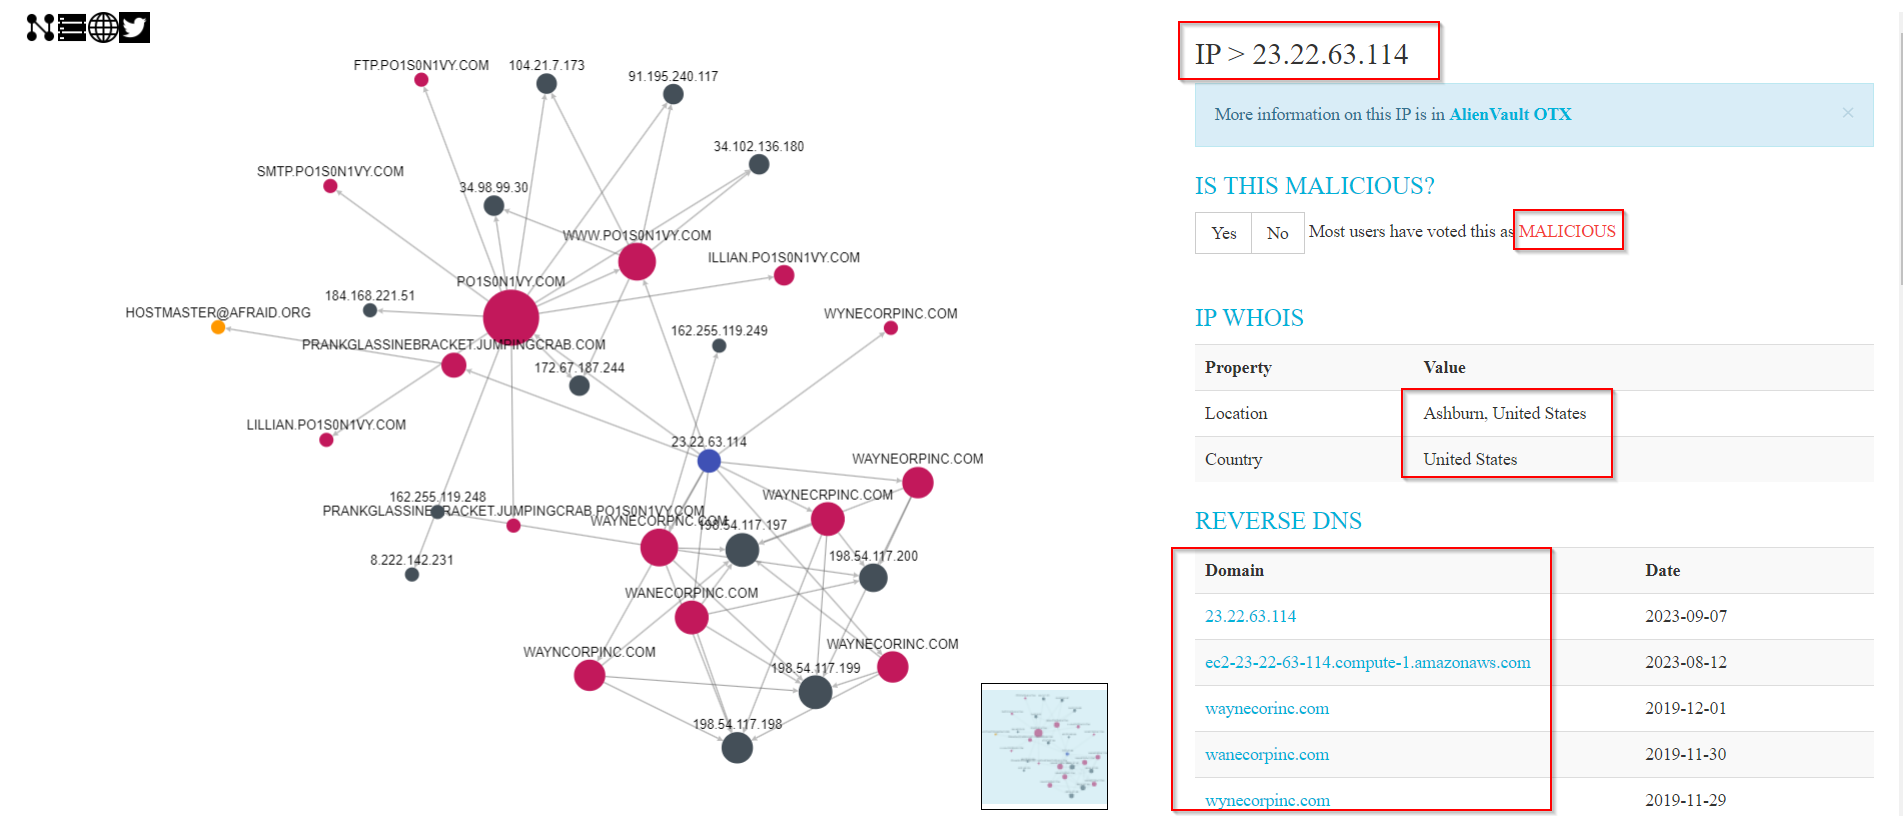 FTP.PO1S0N1VY.COM
104.21.7.173
91.195.240.117
34.102.136.180
SMTP.PO1S0N1VY.COM
34.98.99.30
WWW.PO1S0N1VY.COM
ILLIAN.PO1S0N1VY.COM
PO1S0N1VY.COM
184.168.221.51
HOSTMASTER@AFRAID.ORG
WYNECORPINC.COM
162.255.119.249
PRANKGLASSINEBRACKET.JUMPINGCRAB.COM
172.67.187.244
LILLIAN.PO1S0N1VY.COM
23.22.63.114
WAYNEORPINC.COM
162.255.119.248
WAYNECRPINC.COM
PRANKGLASSINEBRACKET.JUMPINGCRAB.PO1S0N1VY.COM
WAYNECORPNC.COM
198.54.117.197
8.222.142.231
198.54.117.200
WANECORPINC.COM
WAYNCORPINC.COM
WAYNECORINC.COM
198.54.117.199
198.54.117.198
IP > 23.22.63.114
More information on this IP is in AlienVault OTX
×
IS THIS MALICIOUS?
Yes No Most users have voted this as MALICIOUS
IP WHOIS
Property Value
Location Ashburn, United States
Country United States
REVERSE DNS
Domain Date
23.22.63.114 2023-09-07
ec2-23-22-63-114.compute-1.amazonaws.com 2023-08-12
waynecorinc.com 2019-12-01
wanecorpinc.com 2019-11-30
wynecorpinc.com 2019-11-29